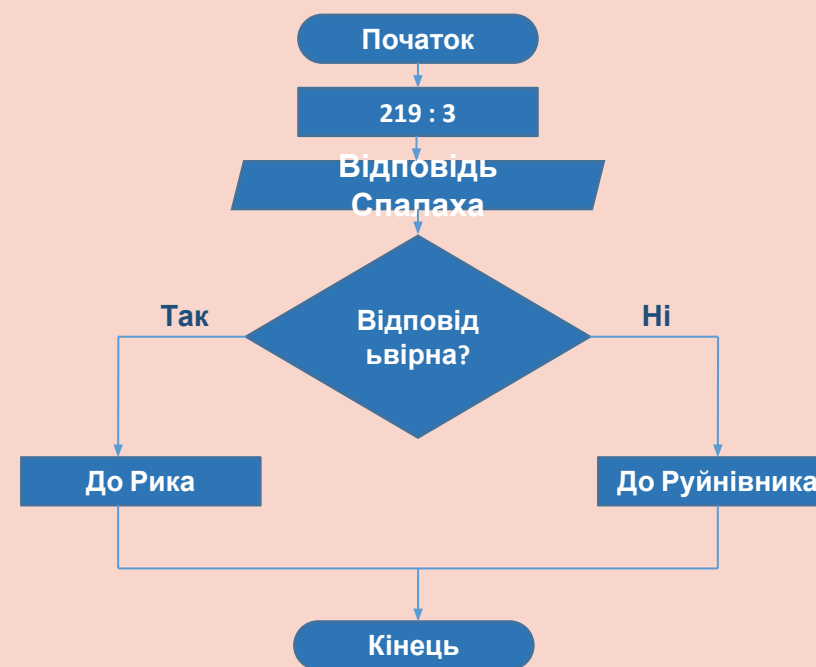 Початок
219 : 3
Відповідь
Спалаха
Так
Відповід
ьвірна?
Ні
До Рика
До Руйнівника
Кінець